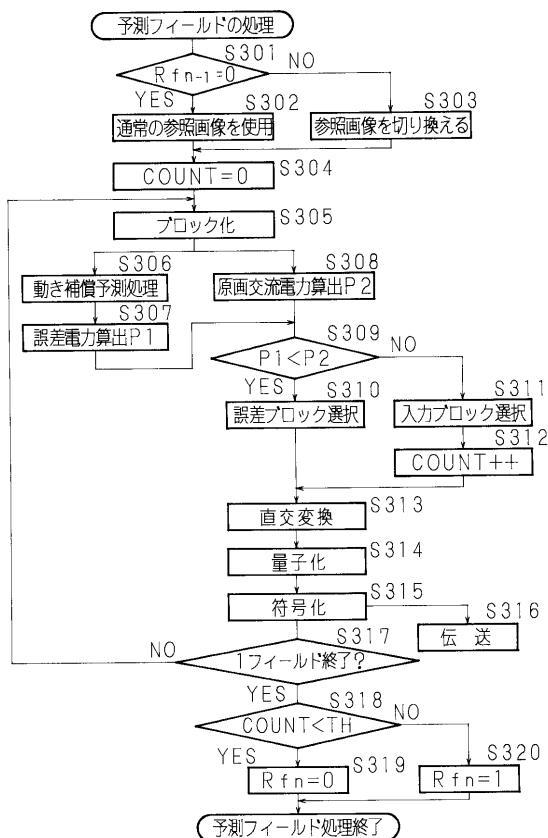 予測フィールドの処理
S301
Rfn-1=0
NO
YES
S302
S303
通常の参照画像を使用
参照画像を切り換える
COUNT=0
S304
ブロック化
S305
S306
S308
動き補償予測処理
原画交流電力算出P2
S307
誤差電力算出P1
S309
P1<P2
NO
YES
S310
S311
誤差ブロック選択
入力ブロック選択
S312
COUNT++
直交変換
S313
量子化
S314
符号化
S315
S316
伝送
S317
1フィールド終了?
NO
YES
S318
COUNT<TH
NO
YES
S319
S320
Rfn=0
Rfn=1
予測フィールド処理終了